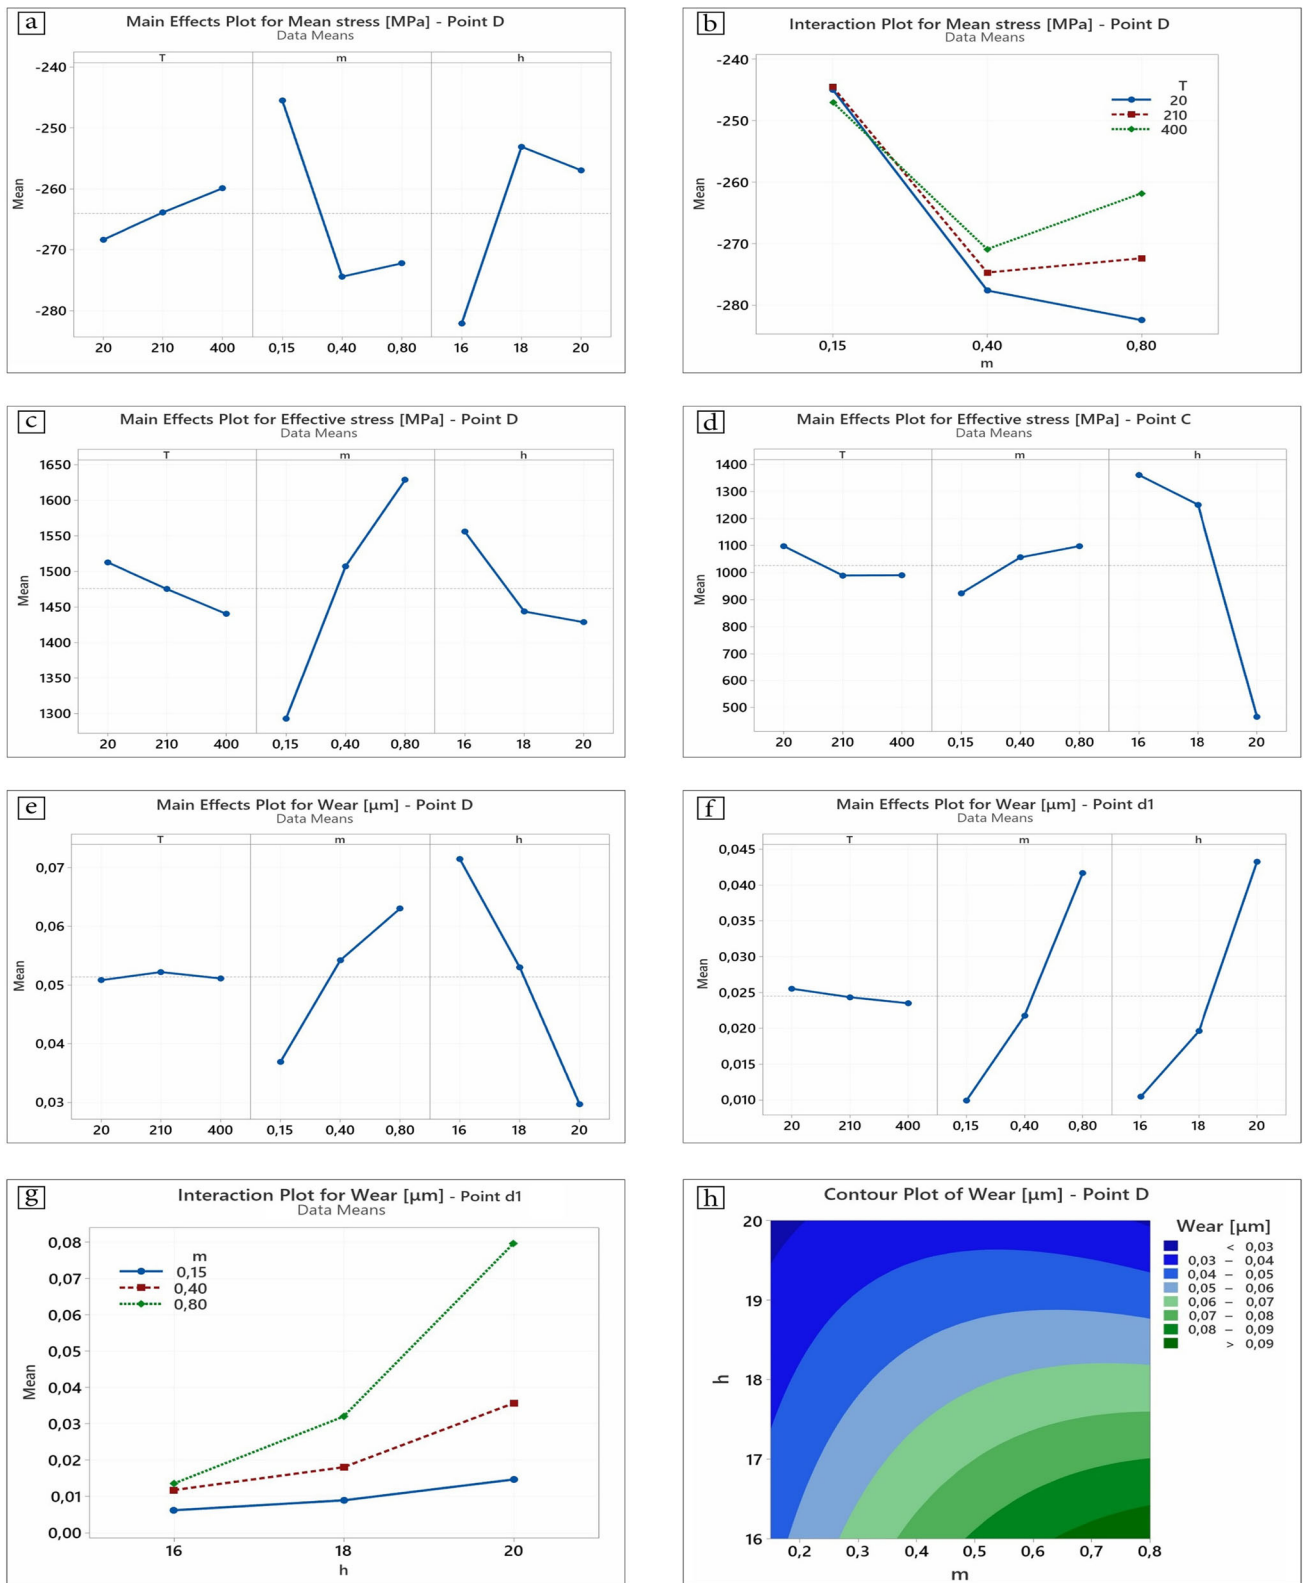 a
Main Effects Plot for Mean stress [MPa] - Point D
Data Means
T m h
-240
-250
-260
-270
-280
Mean
20 210 400 0,15 0,40 0,80 16 18 20
b
Interaction Plot for Mean stress [MPa] - Point D
Data Means
-240
-250
-260
-270
-280
Mean
T
20
210
400
0,15 0,40 0,80
m
c
Main Effects Plot for Effective stress [MPa] - Point D
Data Means
T m h
1650
1600
1550
1500
1450
1400
1350
1300
Mean
20 210 400 0,15 0,40 0,80 16 18 20
d
Main Effects Plot for Effective stress [MPa] - Point C
Data Means
T m h
1400
1300
1200
1100
1000
900
800
700
600
500
Mean
20 210 400 0,15 0,40 0,80 16 18 20
e
Main Effects Plot for Wear [µm] - Point D
Data Means
T m h
0,07
0,06
0,05
0,04
0,03
Mean
20 210 400 0,15 0,40 0,80 16 18 20
f
Main Effects Plot for Wear [µm] - Point d1
Data Means
T m h
0,045
0,040
0,035
0,030
0,025
0,020
0,015
0,010
Mean
20 210 400 0,15 0,40 0,80 16 18 20
g
Interaction Plot for Wear [µm] - Point d1
Data Means
0,08
0,07
0,06
0,05
0,04
0,03
0,02
0,01
0,00
Mean
m
0,15
0,40
0,80
16 18 20
h
h
Contour Plot of Wear [µm] - Point D
20
19
18
17
16
h
0,2 0,3 0,4 0,5 0,6 0,7 0,8
m
Wear [µm]
< 0,03
0,03 – 0,04
0,04 – 0,05
0,05 – 0,06
0,06 – 0,07
0,07 – 0,08
0,08 – 0,09
> 0,09